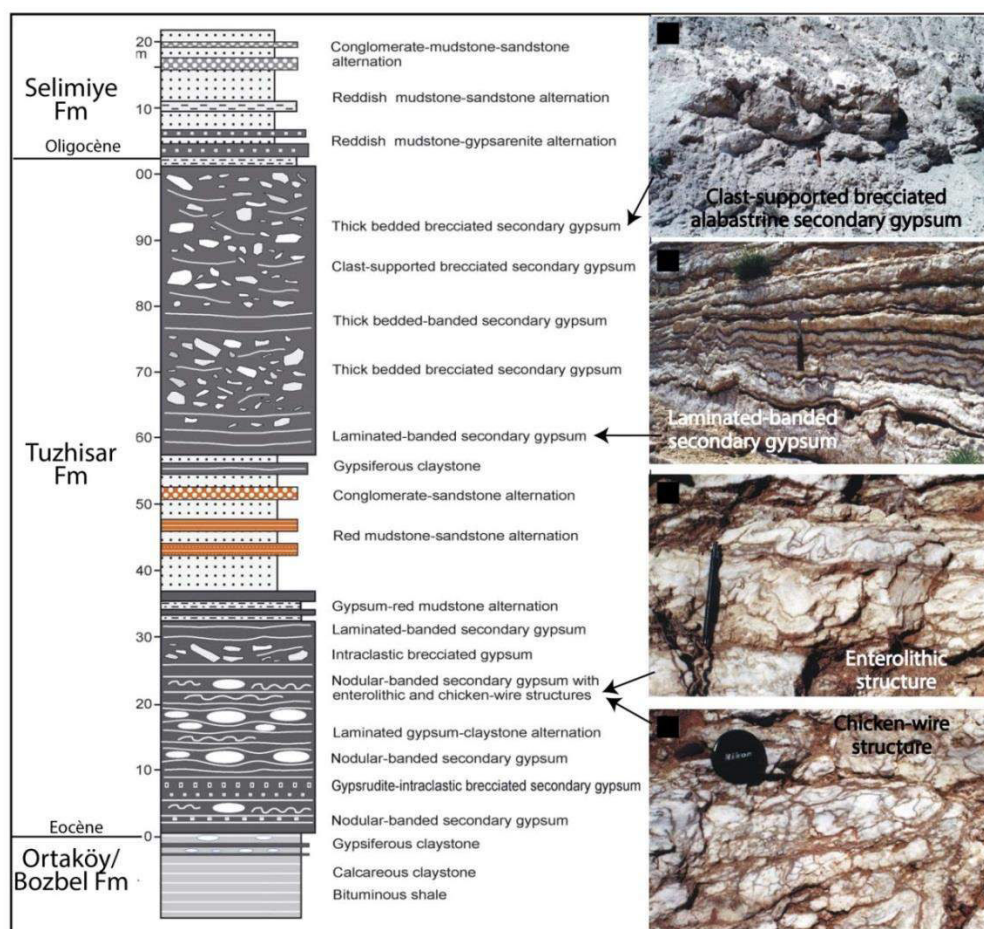 Selimiye
Fm
Oligocène
Tuzhisar
Fm
Eocène
Ortaköy/
Bozbel Fm
20
m
10
00
90
80
70
60
50
40
30
20
10
0
Conglomerate-mudstone-sandstone
alternation
Reddish mudstone-sandstone alternation
Reddish mudstone-gypsarenite alternation
Thick bedded brecciated secondary gypsum
Clast-supported brecciated secondary gypsum
Thick bedded-banded secondary gypsum
Thick bedded brecciated secondary gypsum
Laminated-banded secondary gypsum
Gypsiferous claystone
Conglomerate-sandstone alternation
Red mudstone-sandstone alternation
Gypsum-red mudstone alternation
Laminated-banded secondary gypsum
Intraclastic brecciated gypsum
Nodular-banded secondary gypsum with
enterolithic and chicken-wire structures
Laminated gypsum-claystone alternation
Nodular-banded secondary gypsum
Gypsrudite-intraclastic brecciated secondary gypsum
Nodular-banded secondary gypsum
Gypsiferous claystone
Calcareous claystone
Bituminous shale
Clast-supported brecciated
alabastrine secondary gypsum
Laminated-banded
secondary gypsum
Enterolithic
structure
Chicken-wire
structure
Nikon